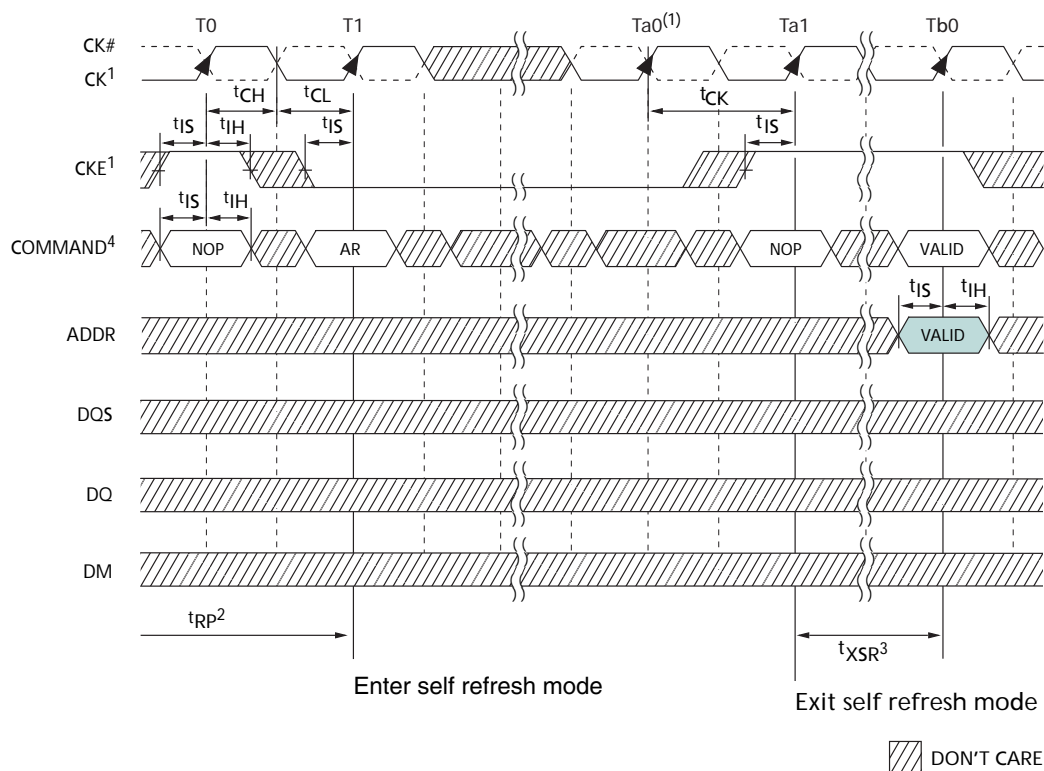 T0 T1 Ta0(1) Ta1 Tb0
CK#
CK1
tCH tCL tCK
tIS tIH tIS tIS
CKE1
tIS tIH
COMMAND4 NOP AR NOP VALID
tIS tIH
ADDR VALID
DQS
DQ
DM
tRP2 tXSR3
Enter self refresh mode
Exit self refresh mode
DON'T CARE